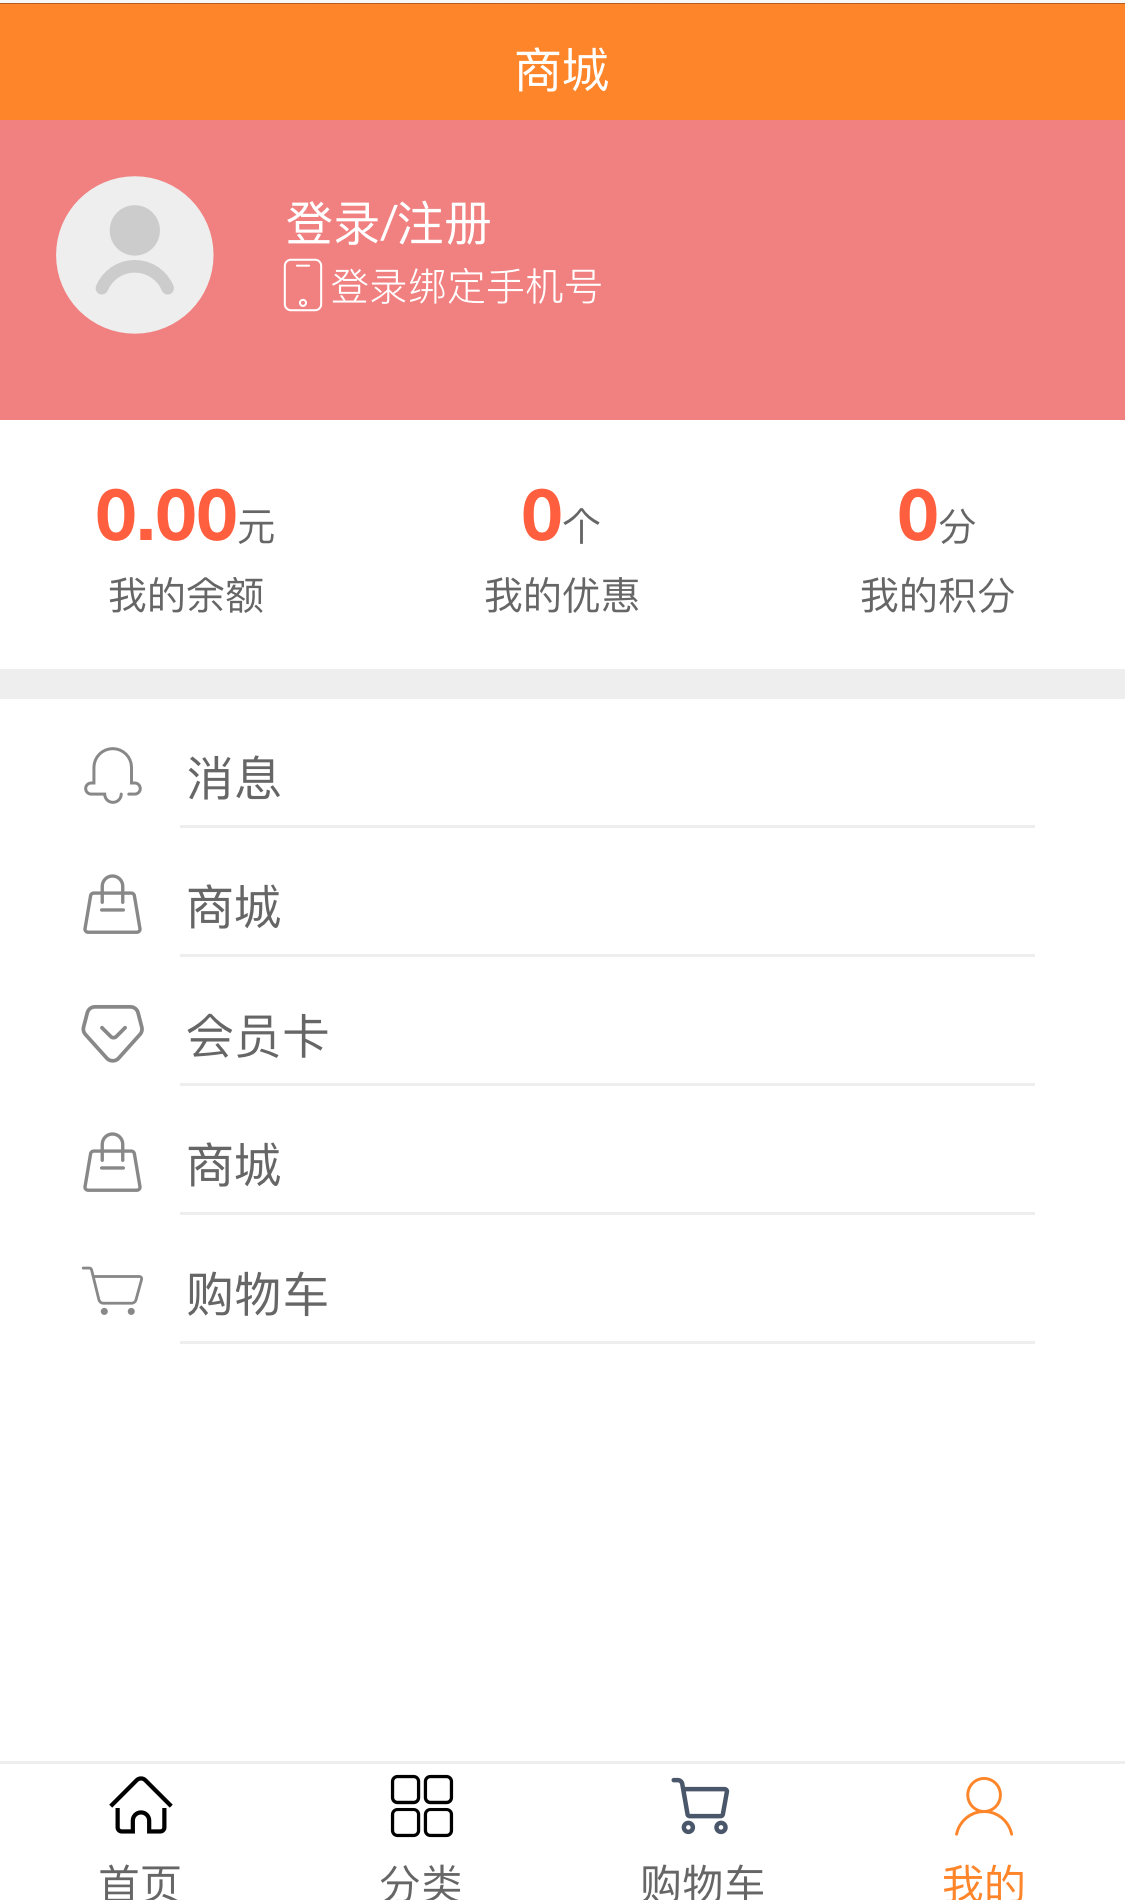 商城
登录/注册
登录绑定手机号
0.00元 0个 0分
我的余额 我的优惠 我的积分
消息
商城
会员卡
商城
购物车
首页 分类 购物车 我的